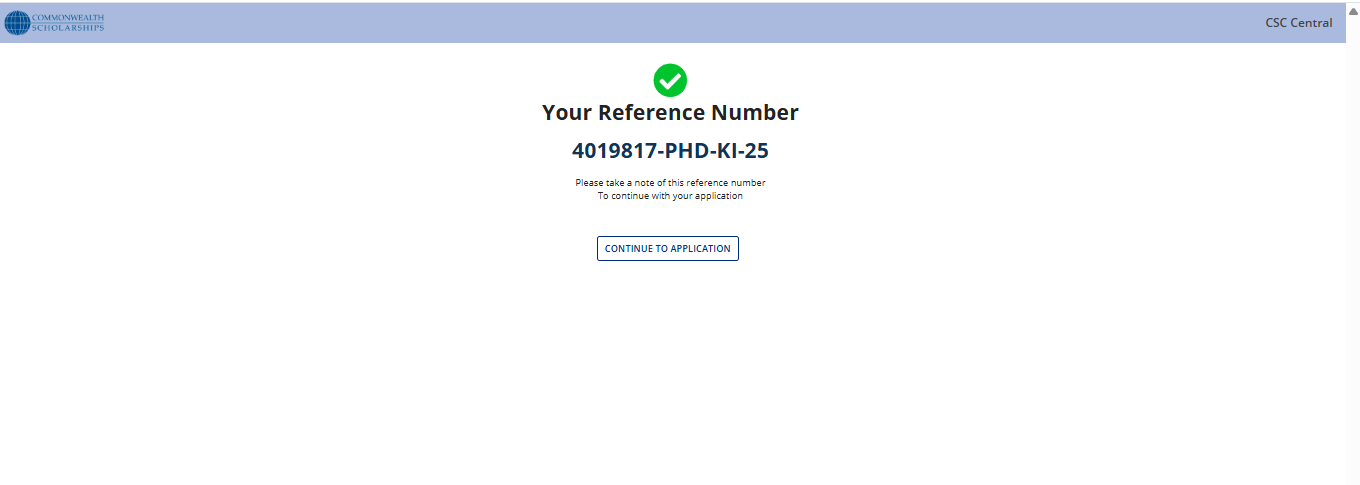 COMMONWEALTH
SCHOLARSHIPS
CSC Central
Your Reference Number
4019817-PHD-KI-25
Please take a note of this reference number
To continue with your application
CONTINUE TO APPLICATION